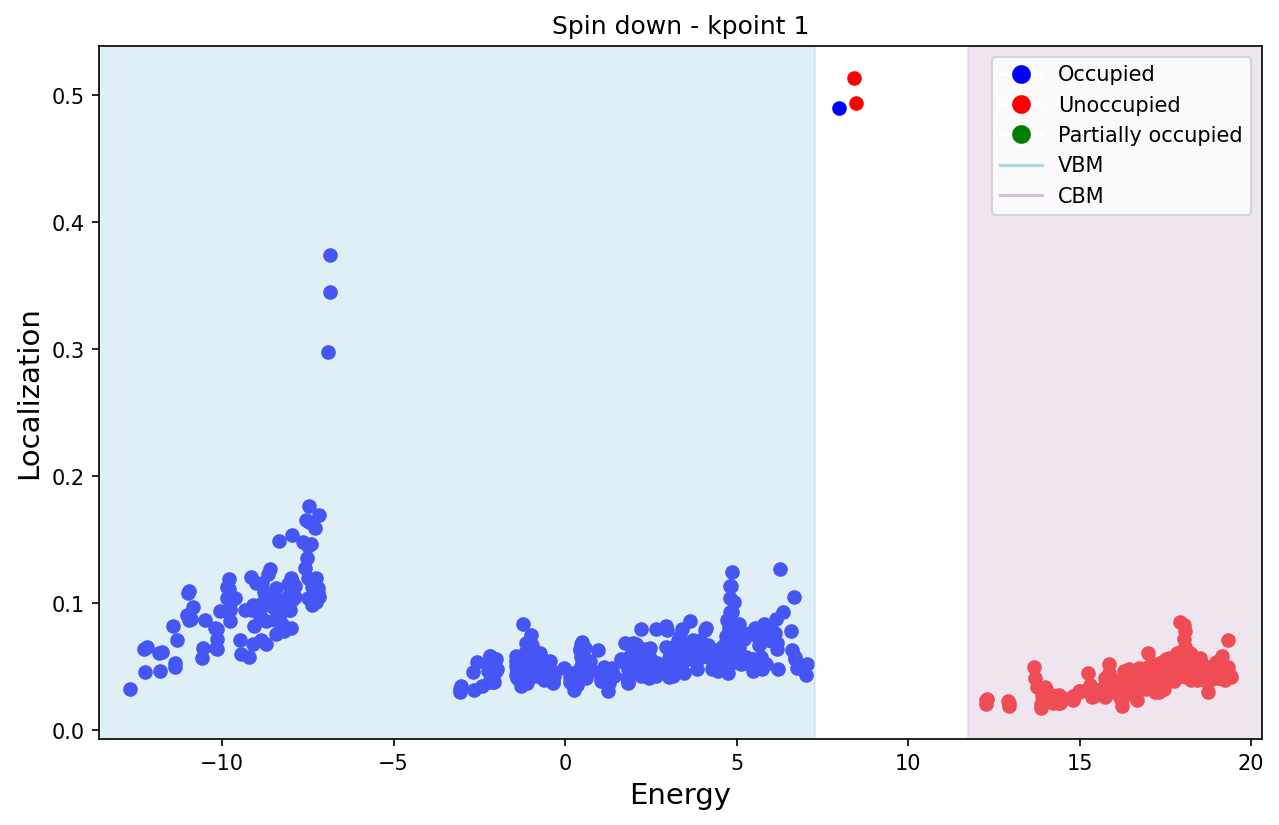 Spin down - kpoint 1
Localization
0.5
0.4
0.3
0.2
0.1
0.0
Occupied
Unoccupied
Partially occupied
VBM
CBM
−10
−5
0
5
10
15
20
Energy